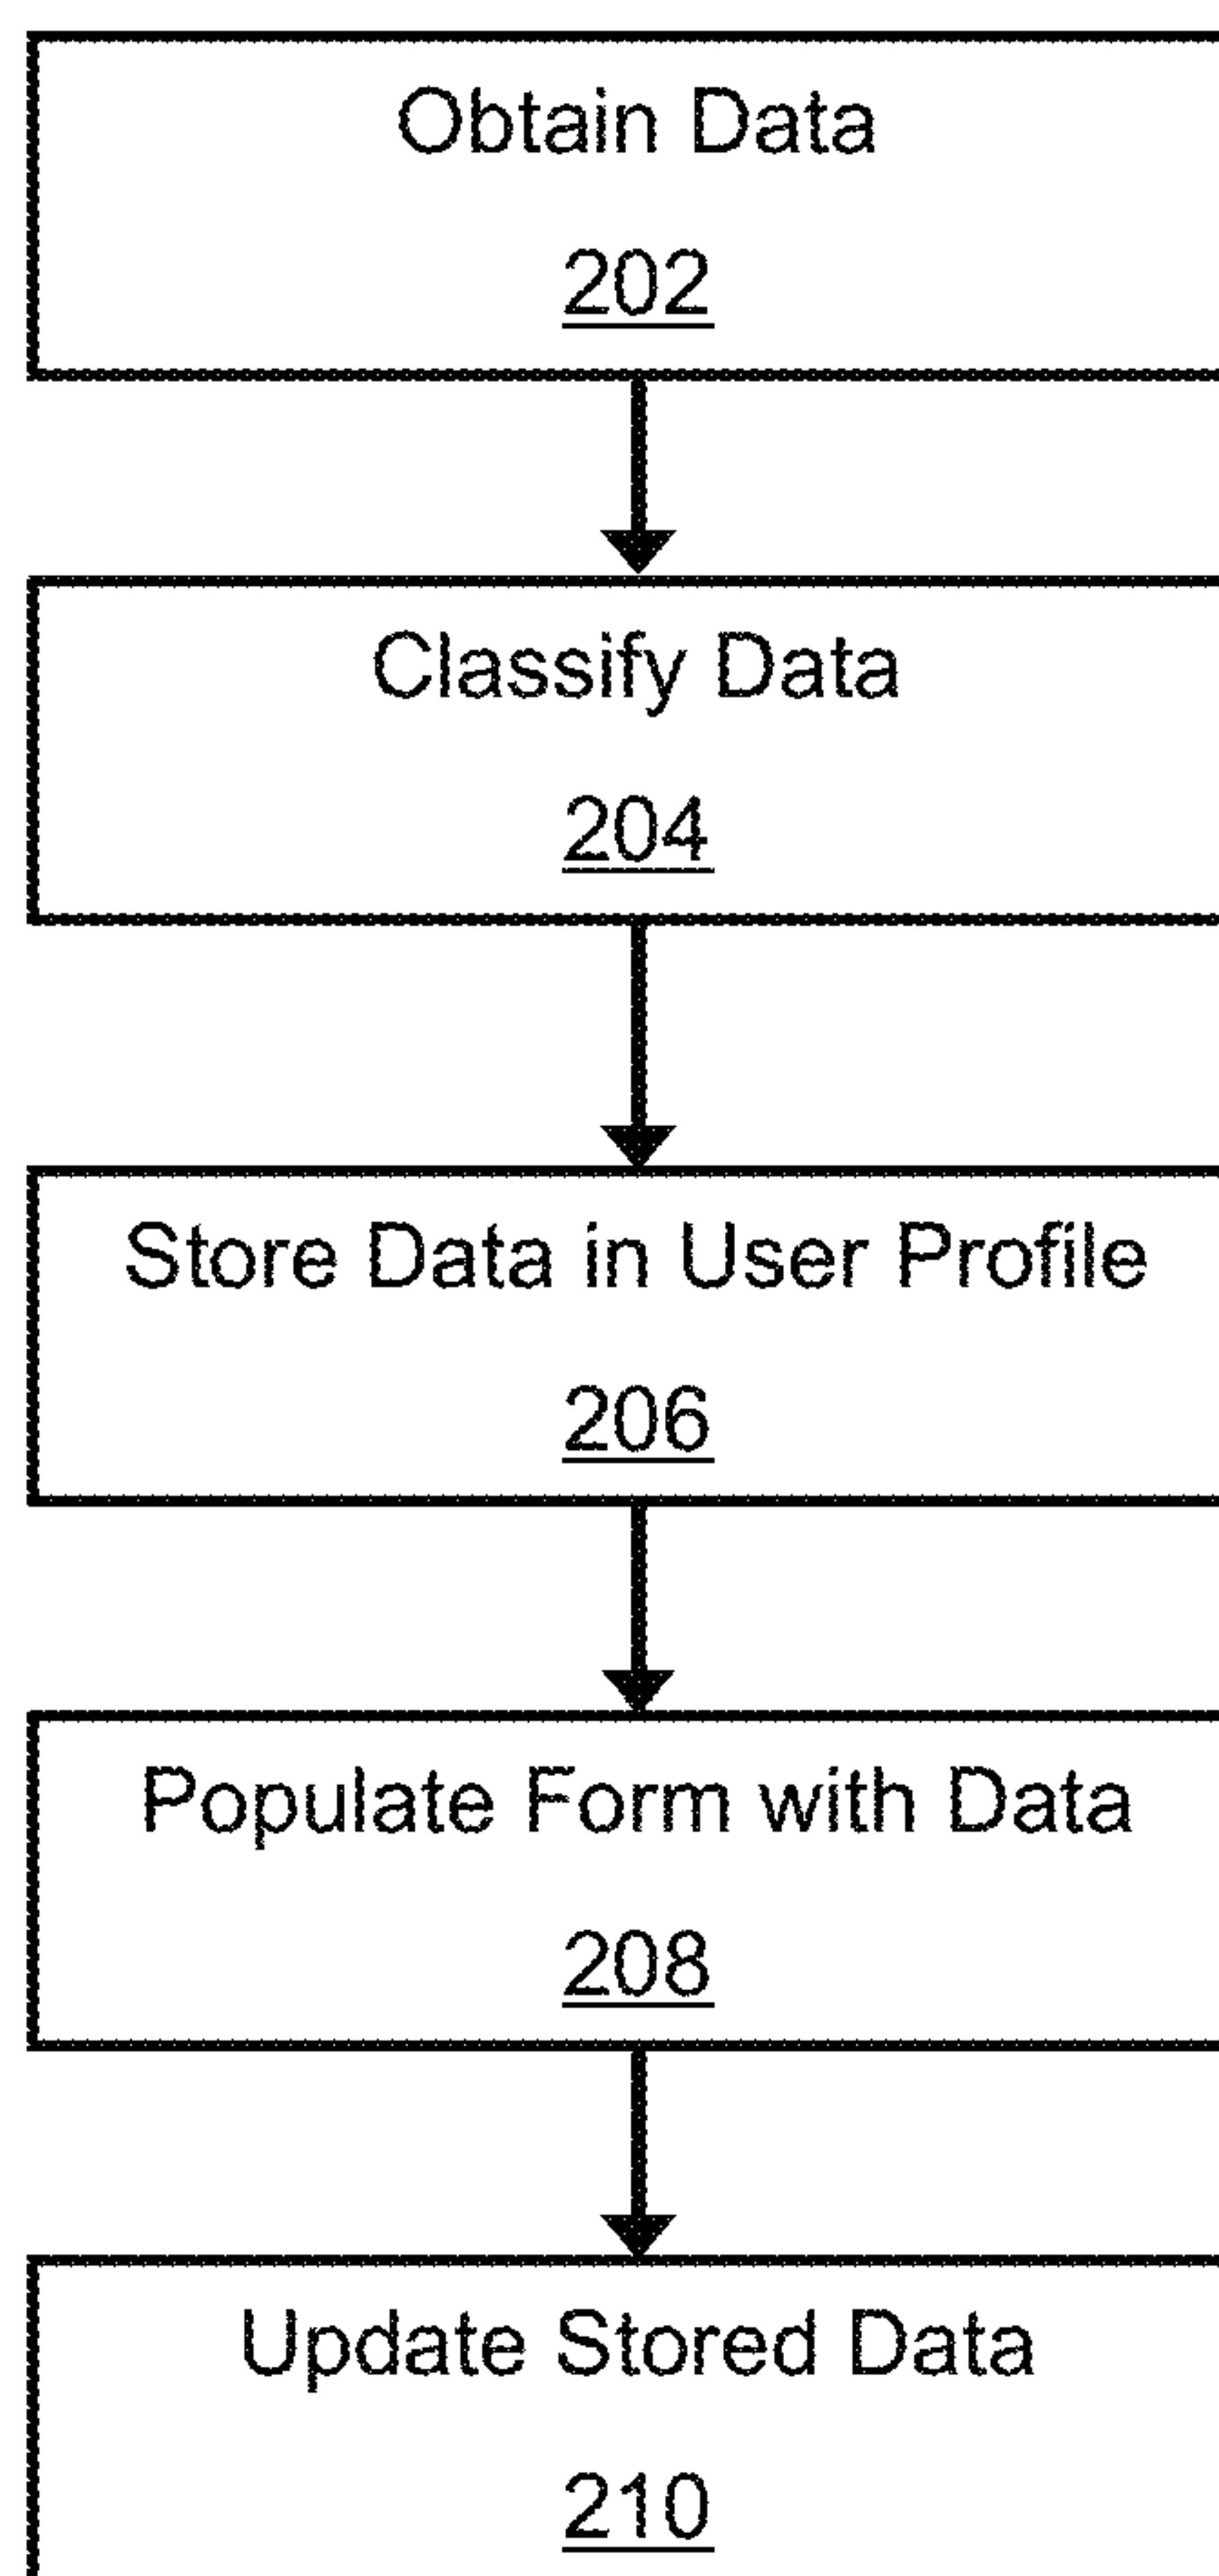 Obtain Data
202
Classify Data
204
Store Data in User Profile
206
Populate Form with Data
208
Update Stored Data
210